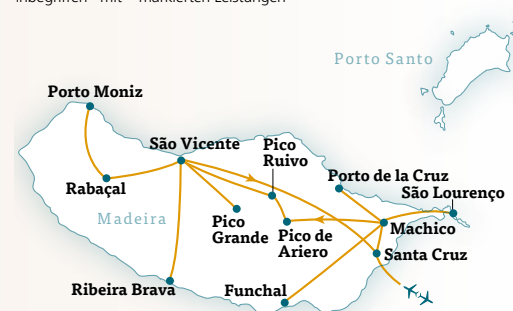 Porto Santo
Porto Moniz
São Vicente
Pico
Ruivo
Porto de la Cruz
São Lourenço
Rabaçal
Madeira
Pico
Grande
Pico de
Ariero
Machico
Santa Cruz
Ribeira Brava
Funchal